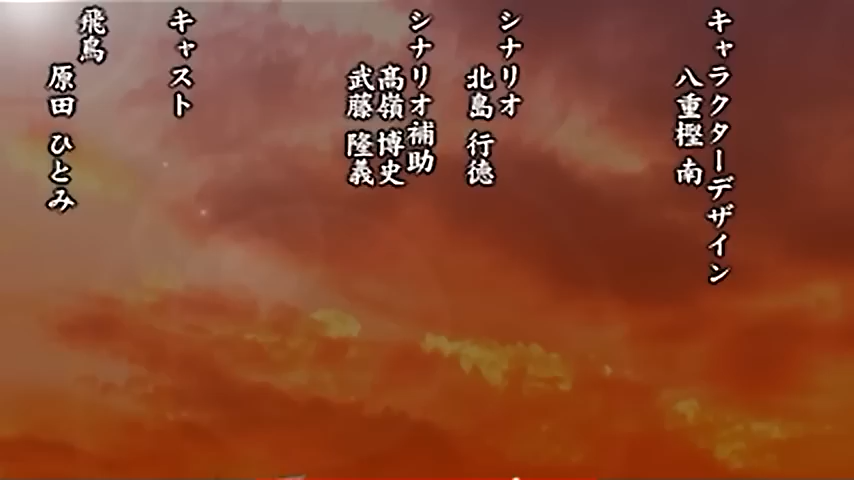 キャラクターデザイン
八重樫 南
シナリオ
北島 行徳
シナリオ補助
高嶺 博史
武藤 隆義
キャスト
飛鳥
原田 ひとみ